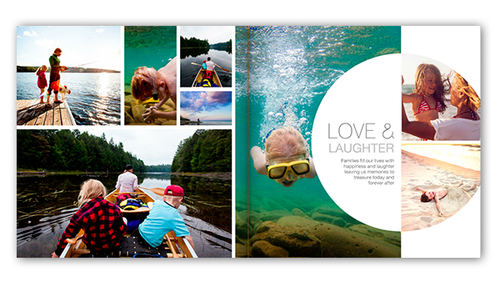 LOVE &
LAUGHTER
Families fill our lives with
happiness and laughter
leaving us memories to
treasure today and
forever after